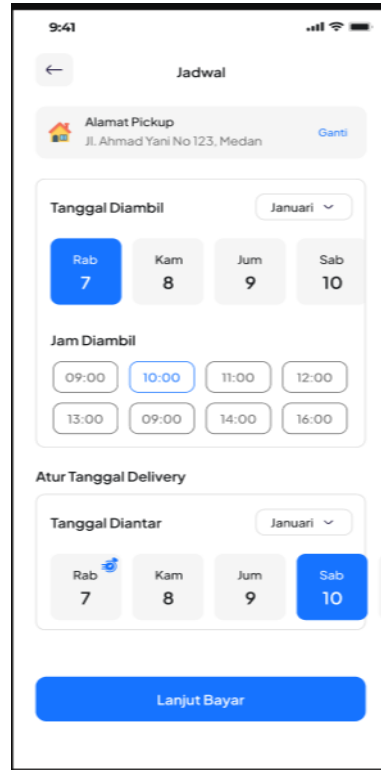 9:41
Jadwal
Alamat Pickup
Jl. Ahmad Yani No 123, Medan
Ganti
Tanggal Diambil
Januari
Rab Kam Jum Sab
7 8 9 10
Jam Diambil
09:00 10:00 11:00 12:00
13:00 09:00 14:00 16:00
Atur Tanggal Delivery
Tanggal Diantar
Januari
Rab Kam Jum Sab
7 8 9 10
Lanjut Bayar